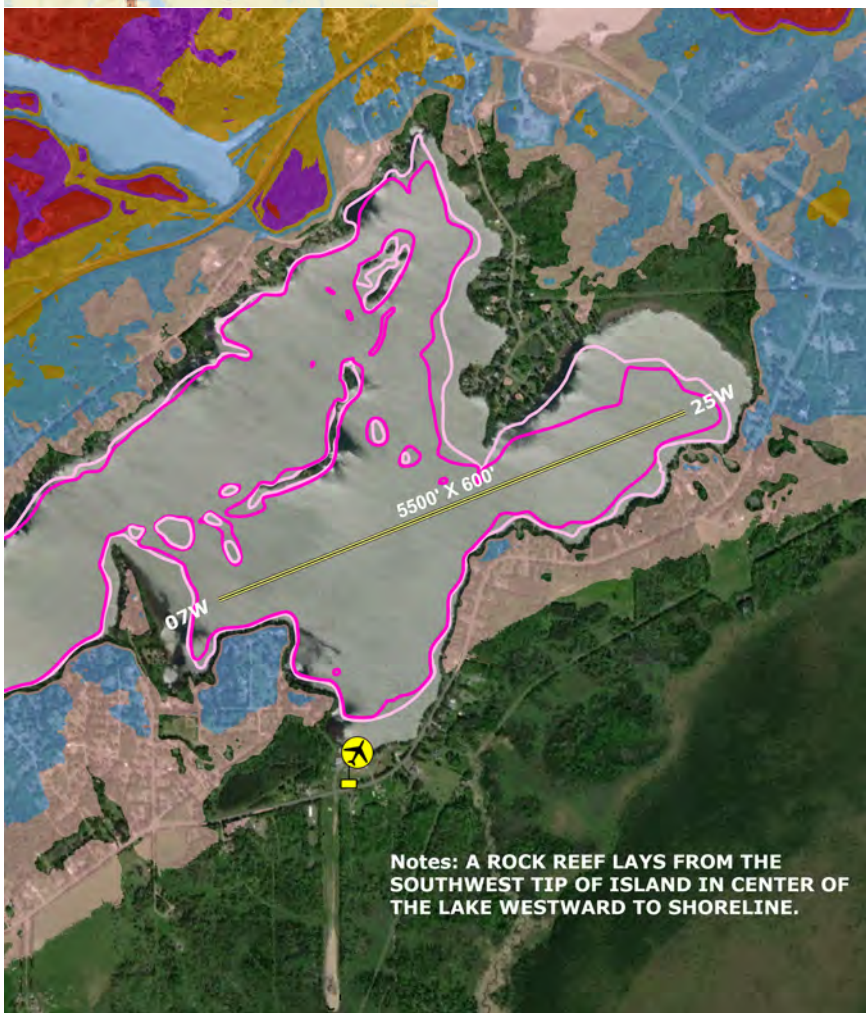 25W
5500' X 600'
07W
Notes: A ROCK REEF LAYS FROM THE
SOUTHWEST TIP OF ISLAND IN CENTER OF
THE LAKE WESTWARD TO SHORELINE.